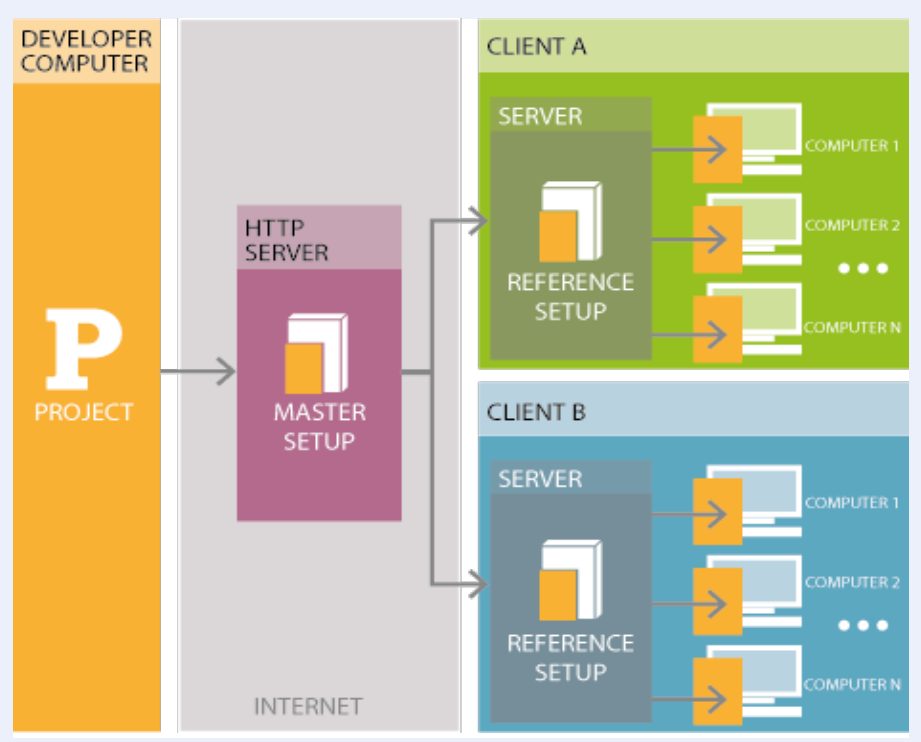 DEVELOPER
COMPUTER
P
PROJECT
HTTP
SERVER
MASTER
SETUP
INTERNET
CLIENT A
SERVER
REFERENCE
SETUP
COMPUTER 1
COMPUTER 2
COMPUTER N
CLIENT B
SERVER
REFERENCE
SETUP
COMPUTER 1
COMPUTER 2
COMPUTER N